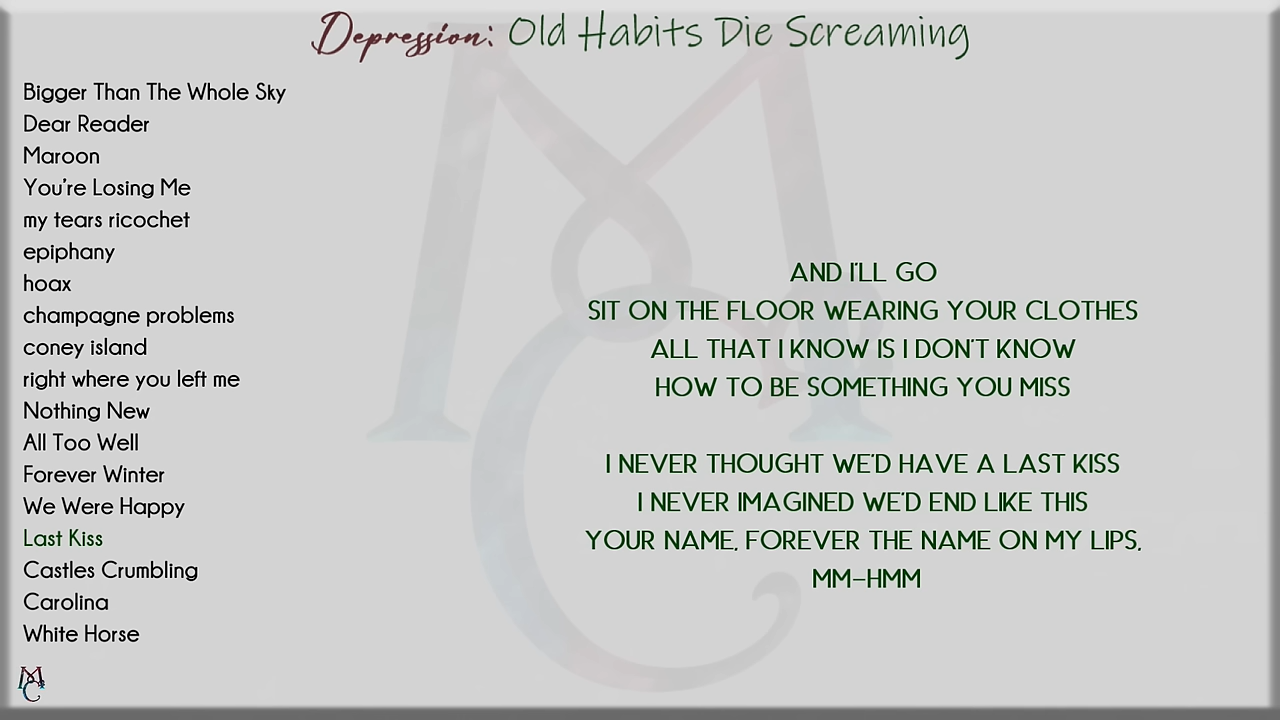 Depression: Old Habits Die Screaming
Bigger Than The Whole Sky
Dear Reader
Maroon
You're Losing Me
my tears ricochet
epiphany
hoax
champagne problems
coney island
right where you left me
Nothing New
All Too Well
Forever Winter
We Were Happy
Last Kiss
Castles Crumbling
Carolina
White Horse
AND I'LL GO
SIT ON THE FLOOR WEARING YOUR CLOTHES
ALL THAT I KNOW IS I DON'T KNOW
HOW TO BE SOMETHING YOU MISS
I NEVER THOUGHT WE'D HAVE A LAST KISS
I NEVER IMAGINED WE'D END LIKE THIS
YOUR NAME, FOREVER THE NAME ON MY LIPS,
MM-HMM
MC